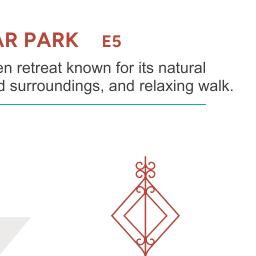 AR PARK E5
en retreat known for its natural
d surroundings, and relaxing walk.